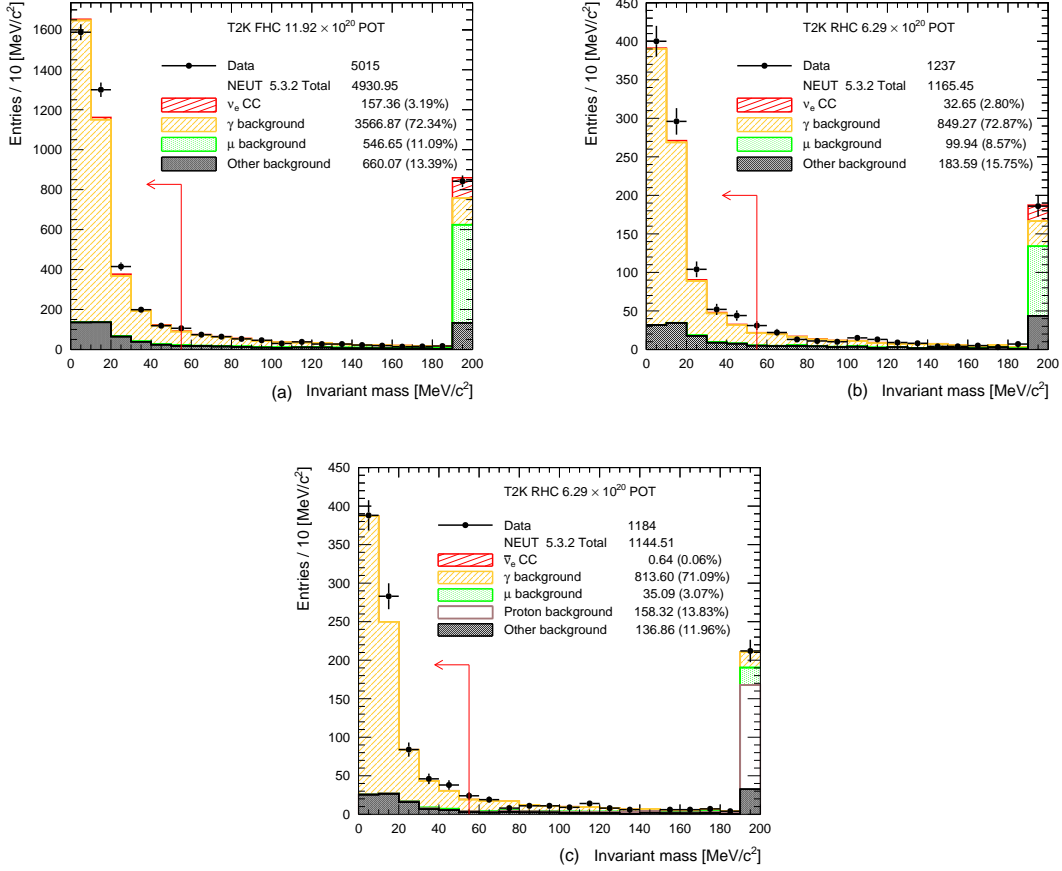 T2K FHC 11.92 × 10²⁰ POT
Data 5015
NEUT 5.3.2 Total 4930.95
νₑ CC 157.36 (3.19%)
γ background 3566.87 (72.34%)
μ background 546.65 (11.09%)
Other background 660.07 (13.39%)
Entries / 10 [MeV/c²]
1600
1400
1200
1000
800
600
400
200
0
0 20 40 60 80 100 120 140 160 180 200
(a) Invariant mass [MeV/c²]
T2K RHC 6.29 × 10²⁰ POT
Data 1237
NEUT 5.3.2 Total 1165.45
νₑ CC 32.65 (2.80%)
γ background 849.27 (72.87%)
μ background 99.94 (8.57%)
Other background 183.59 (15.75%)
Entries / 10 [MeV/c²]
450
400
350
300
250
200
150
100
50
0
0 20 40 60 80 100 120 140 160 180 200
(b) Invariant mass [MeV/c²]
T2K RHC 6.29 × 10²⁰ POT
Data 1184
NEUT 5.3.2 Total 1144.51
ν̅ₑ CC 0.64 (0.06%)
γ background 813.60 (71.09%)
μ background 35.09 (3.07%)
Proton background 158.32 (13.83%)
Other background 136.86 (11.96%)
Entries / 10 [MeV/c²]
450
400
350
300
250
200
150
100
50
0
0 20 40 60 80 100 120 140 160 180 200
(c) Invariant mass [MeV/c²]